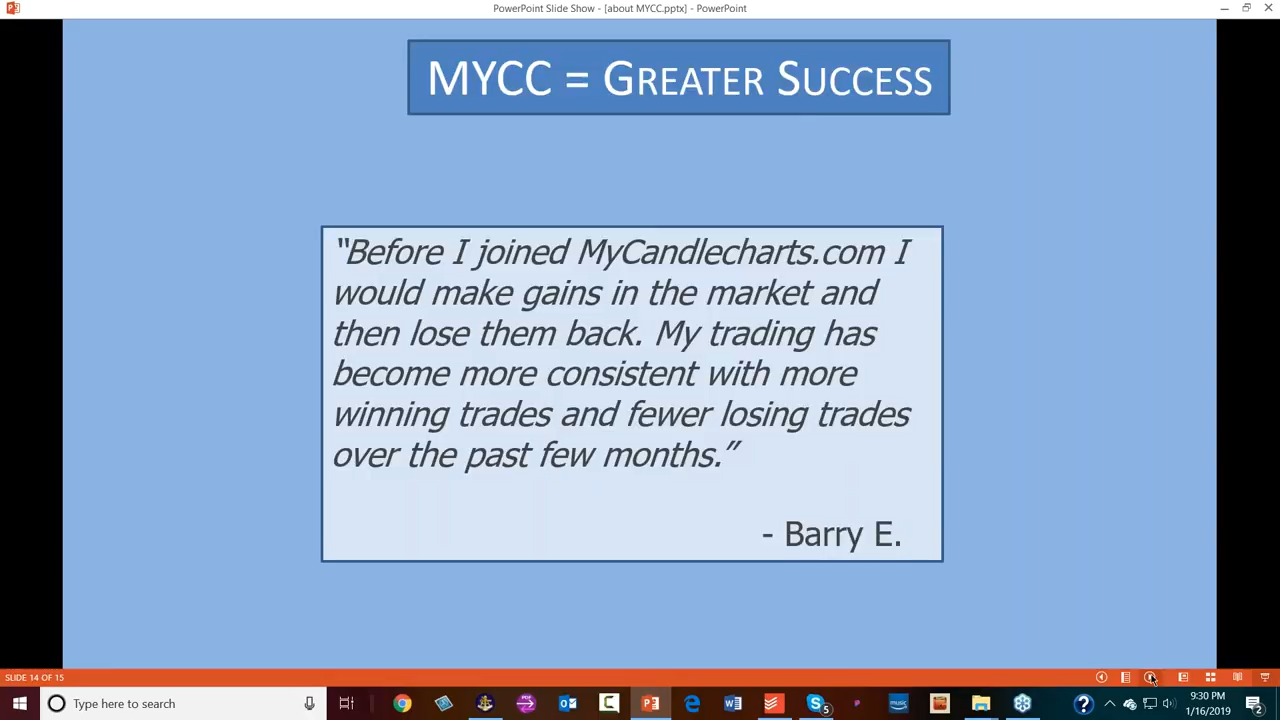 PowerPoint Slide Show - [about MYCC.pptx] - PowerPoint
MYCC = GREATER SUCCESS
“Before I joined MyCandlecharts.com I
would make gains in the market and
then lose them back. My trading has
become more consistent with more
winning trades and fewer losing trades
over the past few months.”
- Barry E.
SLIDE 14 OF 15
Type here to search
9:30 PM
1/16/2019
5
2